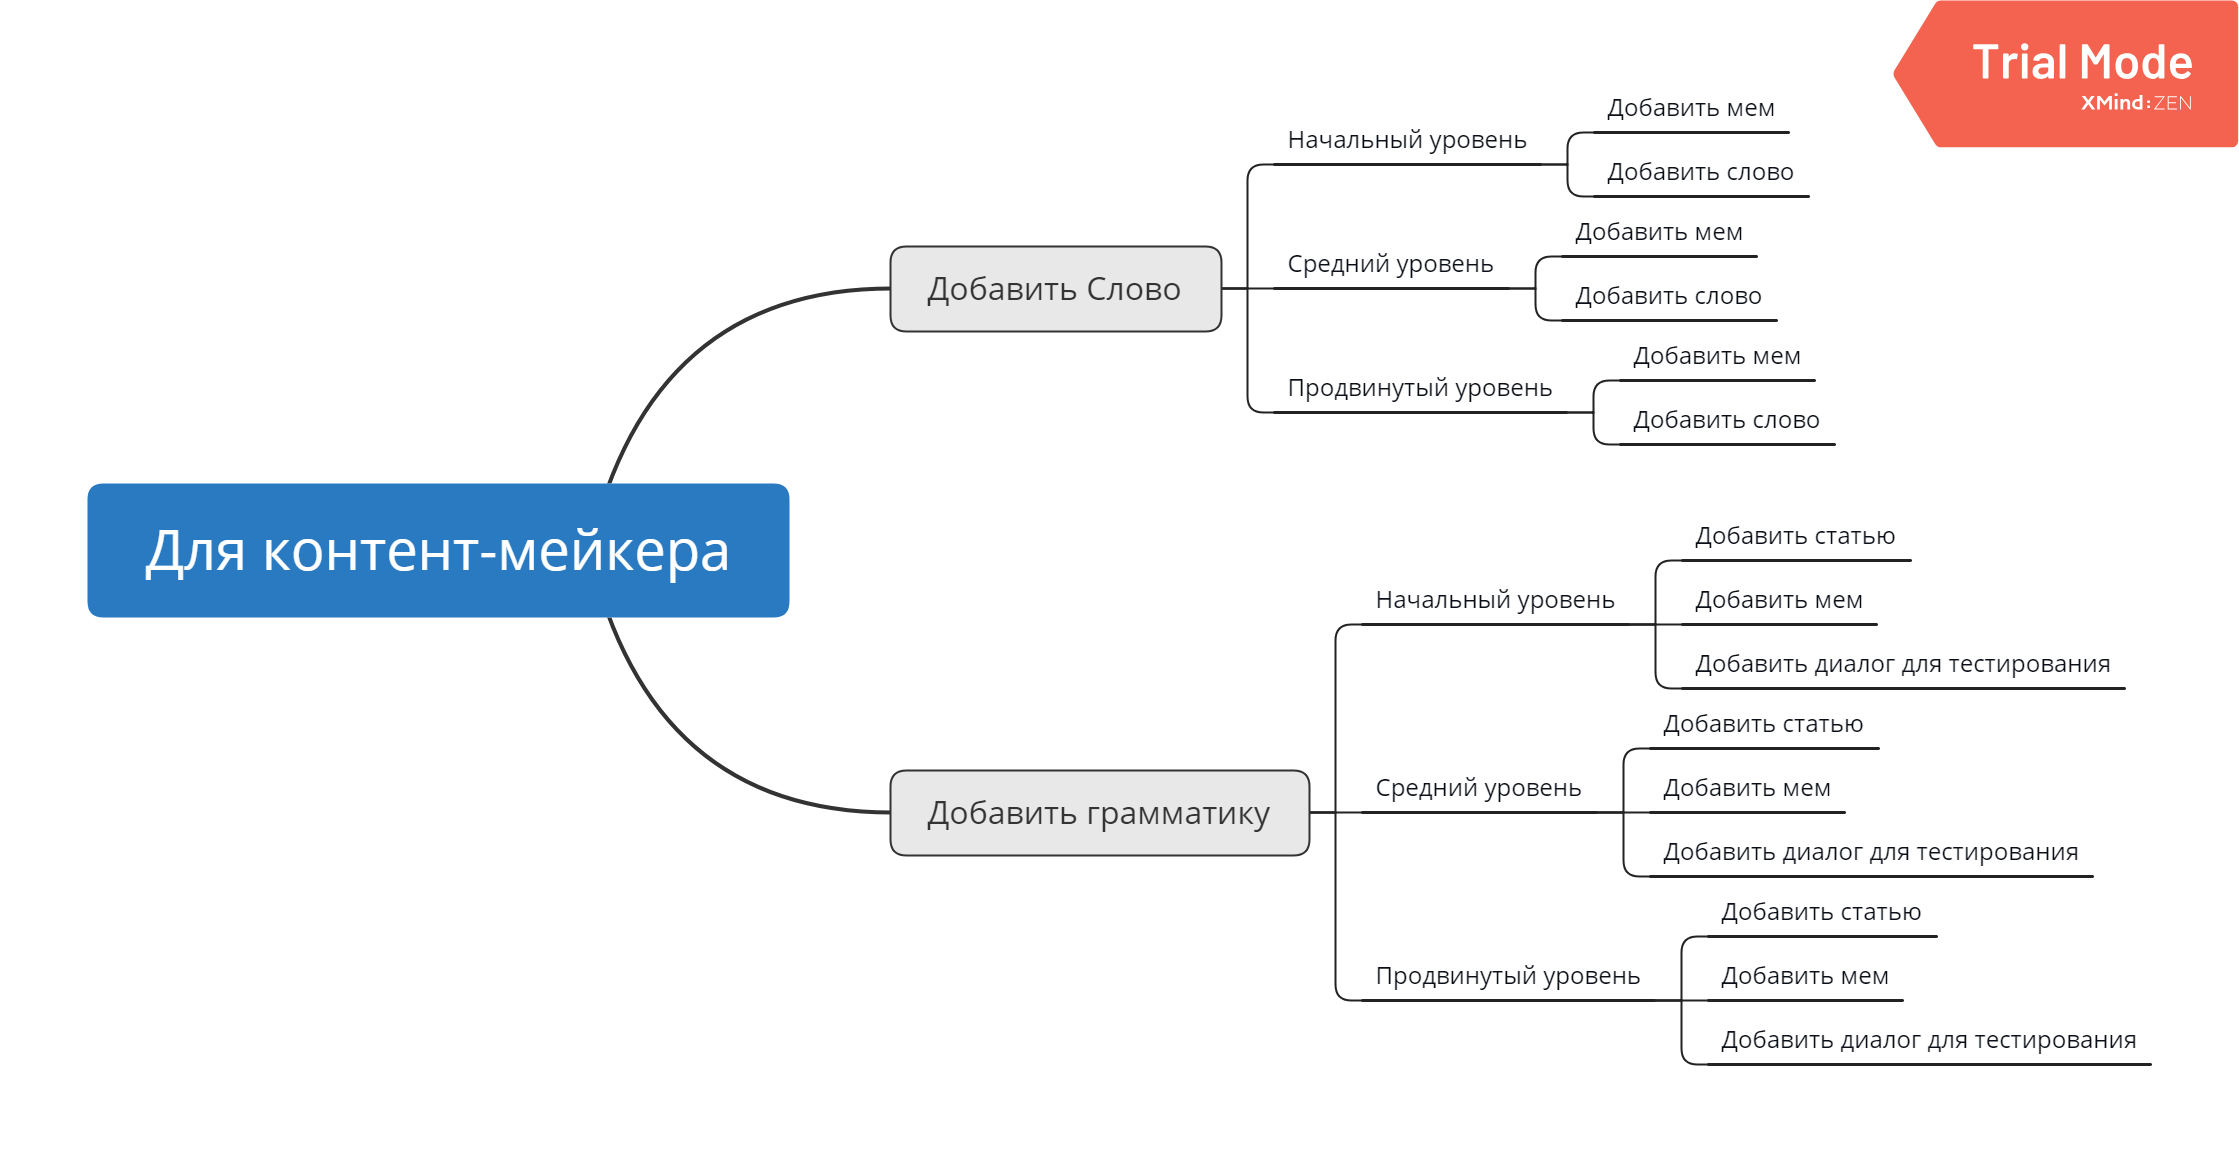 Trial Mode
XMind:ZEN
Для контент-мейкера
Добавить Слово
Начальный уровень
Добавить мем
Добавить слово
Средний уровень
Добавить мем
Добавить слово
Продвинутый уровень
Добавить мем
Добавить слово
Добавить грамматику
Начальный уровень
Добавить статью
Добавить мем
Добавить диалог для тестирования
Средний уровень
Добавить статью
Добавить мем
Добавить диалог для тестирования
Продвинутый уровень
Добавить статью
Добавить мем
Добавить диалог для тестирования